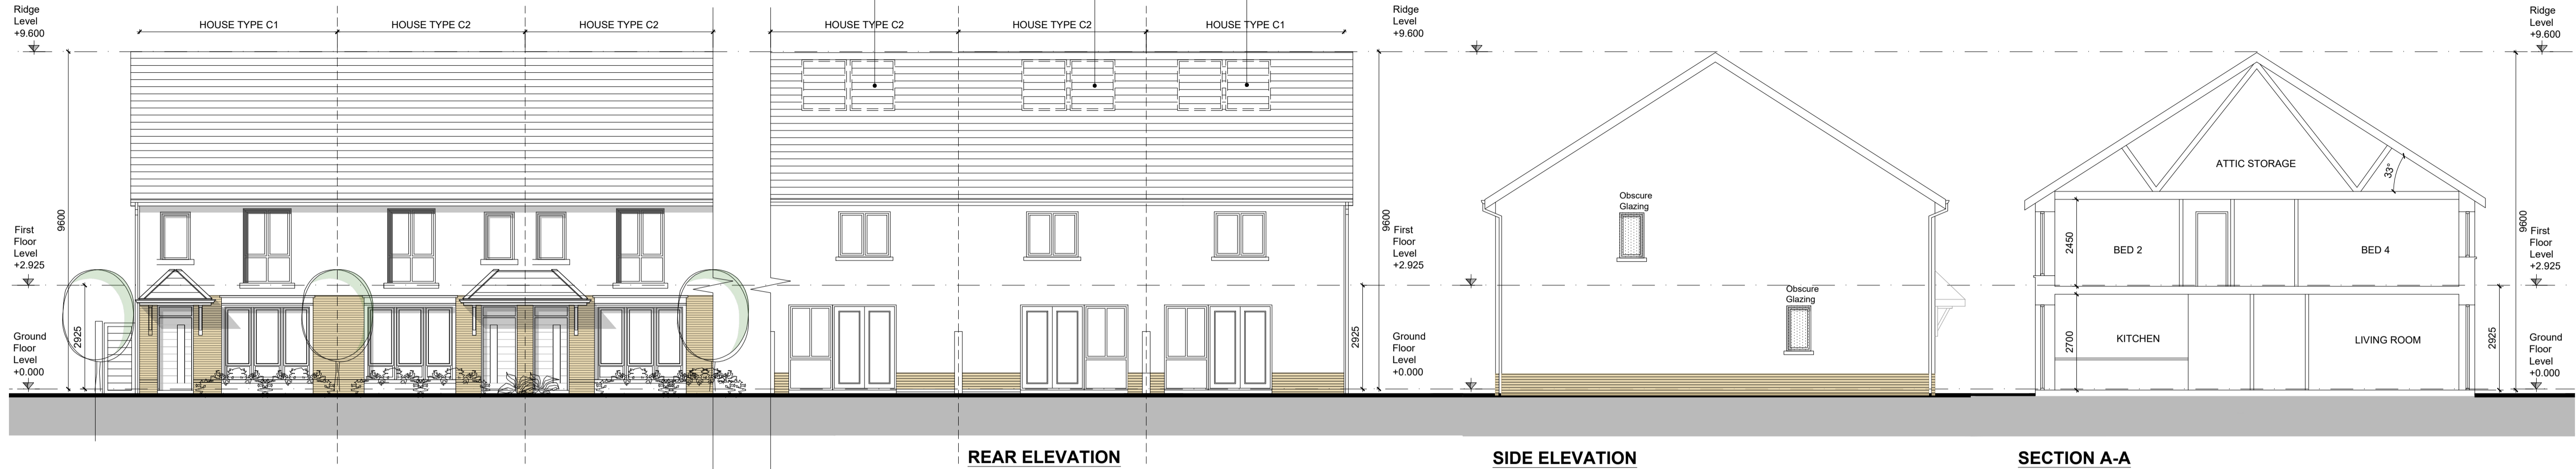 Ridge
Level
+9.600
HOUSE TYPE C1
HOUSE TYPE C2
HOUSE TYPE C2
9600
First
Floor
Level
+2.925
2925
Ground
Floor
Level
+0.000
HOUSE TYPE C2
HOUSE TYPE C2
HOUSE TYPE C1
9600
2925
REAR ELEVATION
Ridge
Level
+9.600
First
Floor
Level
+2.925
Ground
Floor
Level
+0.000
Obscure
Glazing
Obscure
Glazing
SIDE ELEVATION
ATTIC STORAGE
33°
2450
BED 2
BED 4
2700
KITCHEN
LIVING ROOM
9600
2925
SECTION A-A
Ridge
Level
+9.600
First
Floor
Level
+2.925
Ground
Floor
Level
+0.000